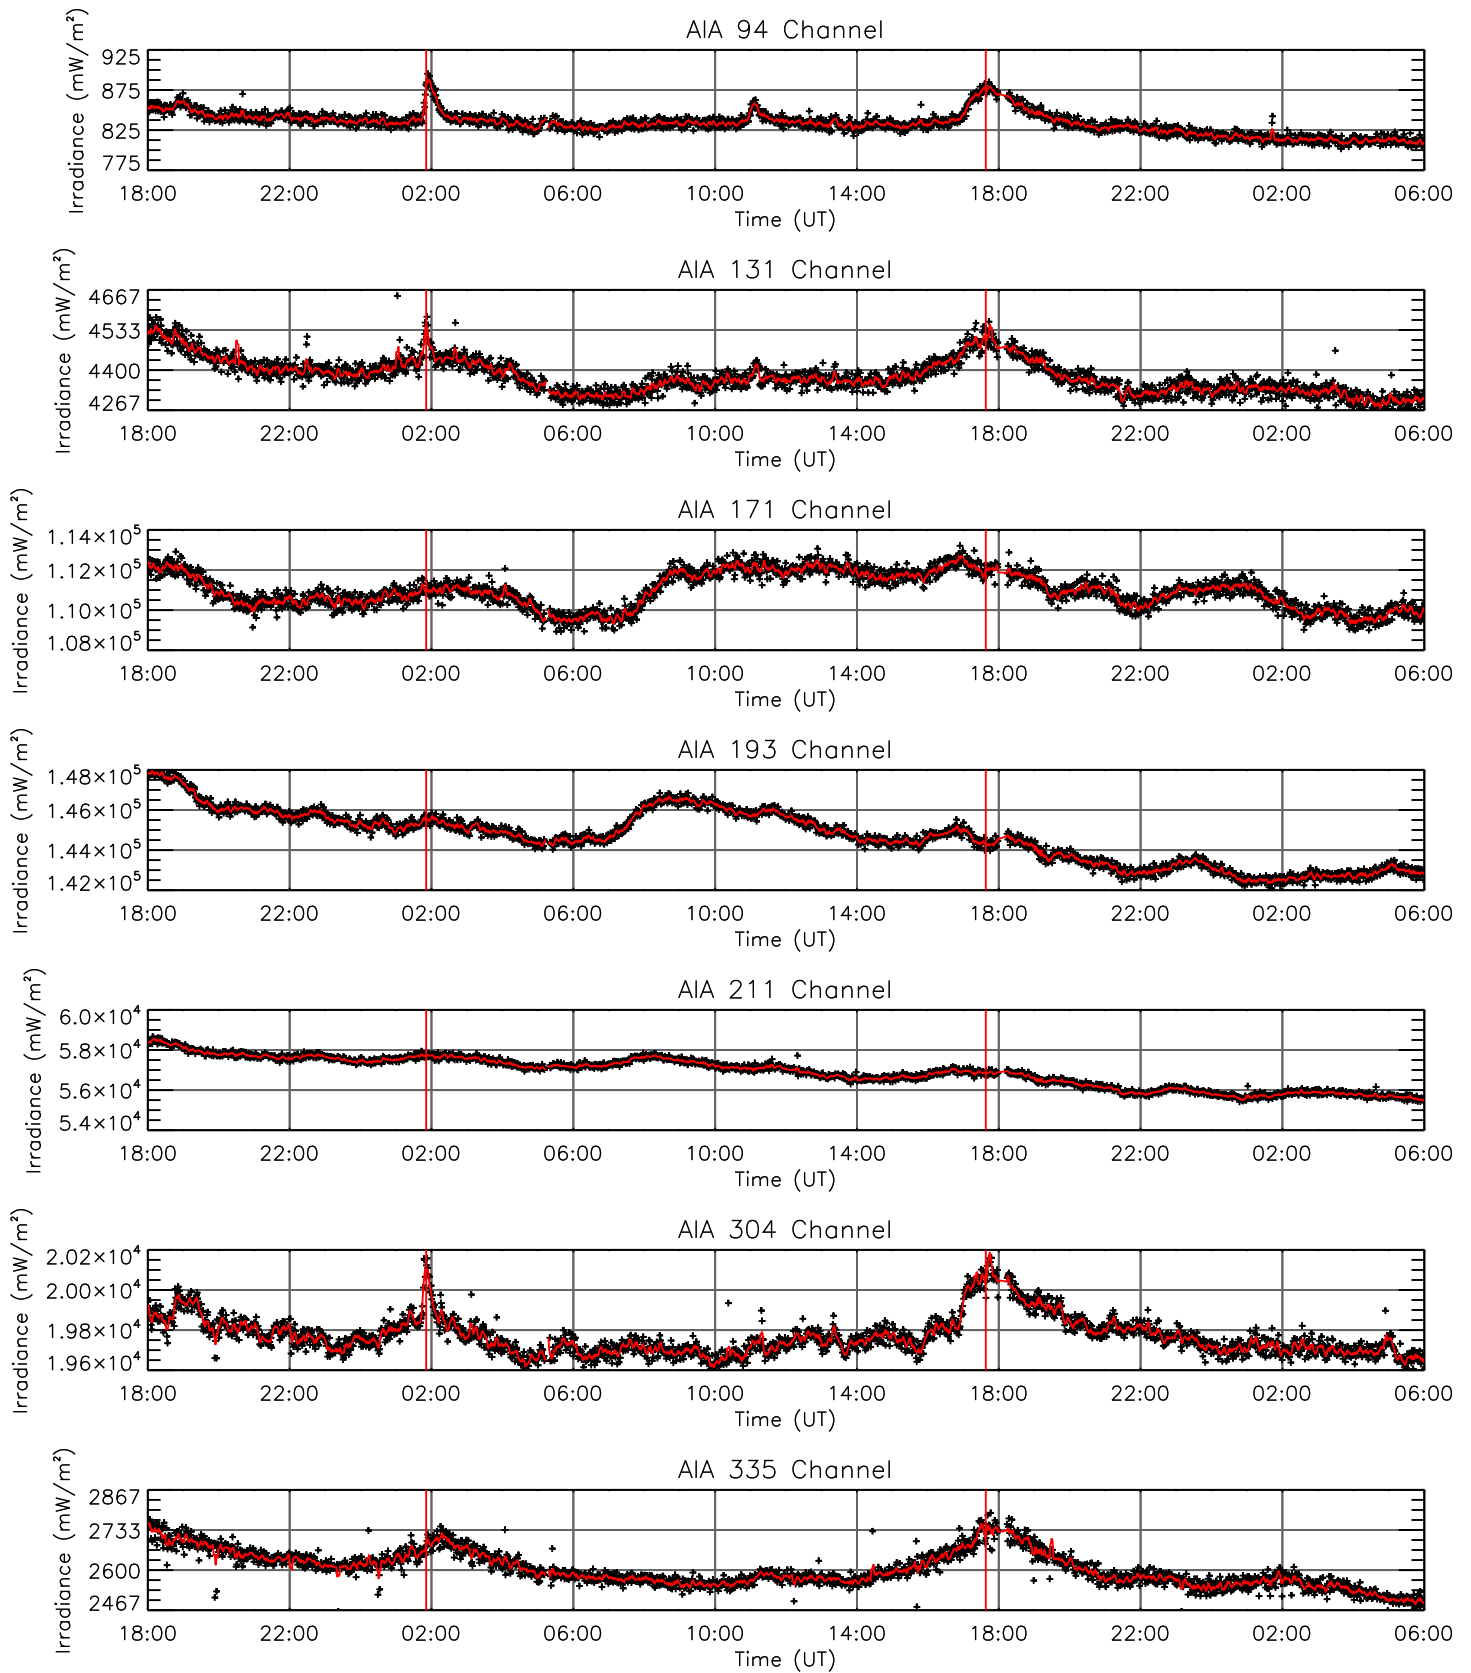 AIA 94 Channel
Irradiance (mW/m²)
925
875
825
775
18:00 22:00 02:00 06:00 10:00 14:00 18:00 22:00 02:00 06:00
Time (UT)
AIA 131 Channel
Irradiance (mW/m²)
4667
4533
4400
4267
18:00 22:00 02:00 06:00 10:00 14:00 18:00 22:00 02:00 06:00
Time (UT)
AIA 171 Channel
Irradiance (mW/m²)
1.14×10⁵
1.12×10⁵
1.10×10⁵
1.08×10⁵
18:00 22:00 02:00 06:00 10:00 14:00 18:00 22:00 02:00 06:00
Time (UT)
AIA 193 Channel
Irradiance (mW/m²)
1.48×10⁵
1.46×10⁵
1.44×10⁵
1.42×10⁵
18:00 22:00 02:00 06:00 10:00 14:00 18:00 22:00 02:00 06:00
Time (UT)
AIA 211 Channel
Irradiance (mW/m²)
6.0×10⁴
5.8×10⁴
5.6×10⁴
5.4×10⁴
18:00 22:00 02:00 06:00 10:00 14:00 18:00 22:00 02:00 06:00
Time (UT)
AIA 304 Channel
Irradiance (mW/m²)
2.02×10⁴
2.00×10⁴
1.98×10⁴
1.96×10⁴
18:00 22:00 02:00 06:00 10:00 14:00 18:00 22:00 02:00 06:00
Time (UT)
AIA 335 Channel
Irradiance (mW/m²)
2867
2733
2600
2467
18:00 22:00 02:00 06:00 10:00 14:00 18:00 22:00 02:00 06:00
Time (UT)